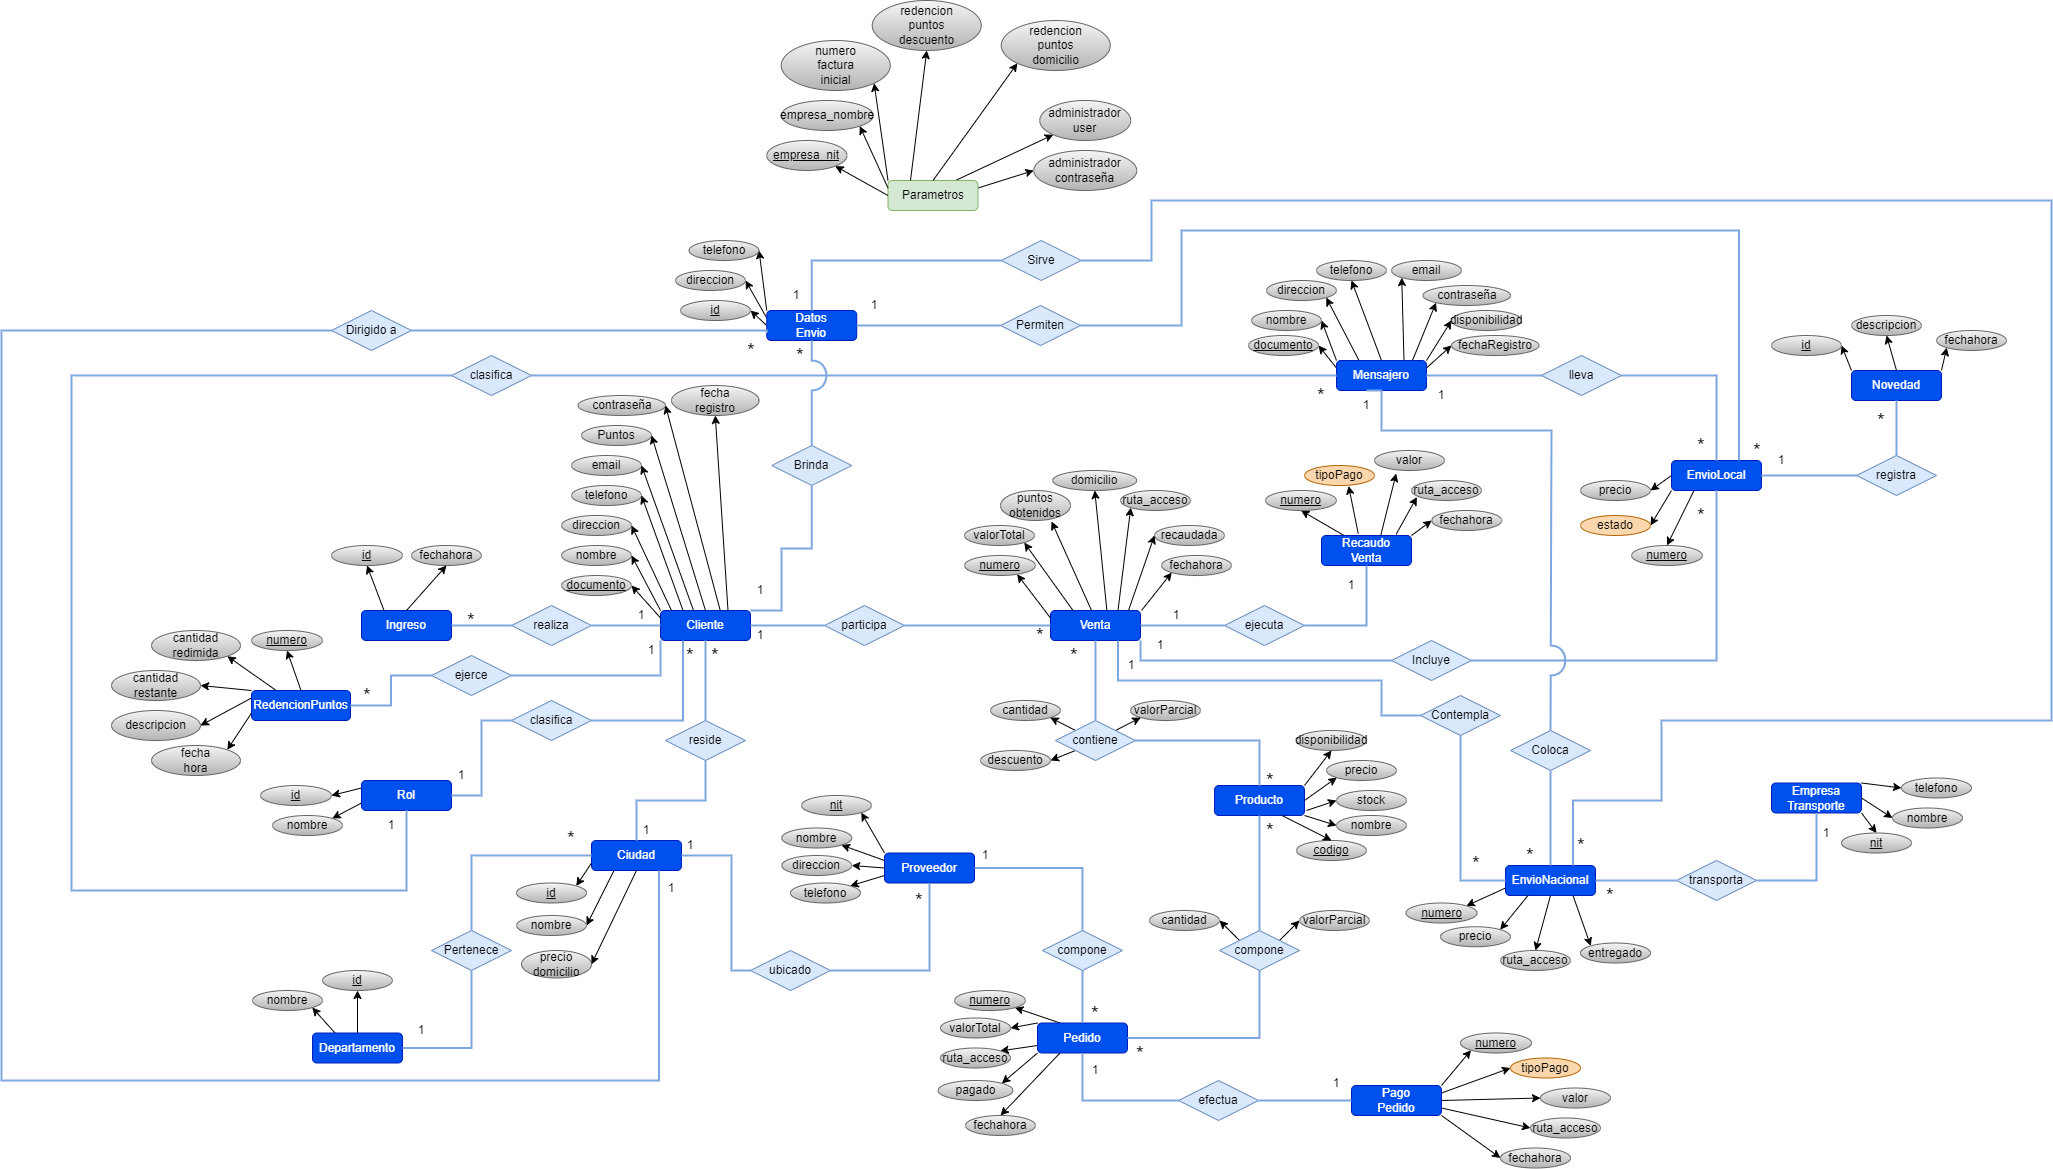 redencion
puntos
descuento
redencion
puntos
domicilio
numero
factura
inicial
empresa_nombre
administrador
user
empresa_nit
administrador
contraseña
Parametros
telefono
direccion
id
Datos
Envio
1
1
*
*
Sirve
Permiten
Dirigido a
clasifica
Brinda
telefono
email
direccion
contraseña
nombre
disponibilidad
documento
fechaRegistro
Mensajero
*
1
1
lleva
id
descripcion
fechahora
Novedad
*
registra
*
*
1
EnvioLocal
*
precio
estado
numero
fecha
registro
contraseña
Puntos
email
telefono
direccion
nombre
documento
Cliente
1
1
1
1
*
*
id
fechahora
Ingreso
*
realiza
cantidad
redimida
numero
cantidad
restante
descripcion
fecha
hora
RedencionPuntos
*
ejerce
clasifica
reside
id
nombre
Rol
1
1
participa
domicilio
puntos
obtenidos
ruta_acceso
valorTotal
recaudada
numero
fechahora
Venta
*
1
1
*
1
ejecuta
tipoPago
valor
numero
ruta_acceso
fechahora
Recaudo
Venta
1
Incluye
Contempla
Coloca
cantidad
valorParcial
contiene
descuento
disponibilidad
precio
stock
nombre
codigo
Producto
*
*
Empresa
Transporte
telefono
nombre
nit
1
transporta
*
*
*
*
EnvioNacional
numero
precio
ruta_acceso
entregado
*
1
1
1
Ciudad
id
nombre
precio
domicilio
Pertenece
id
nombre
Departamento
1
ubicado
nit
nombre
direccion
telefono
Proveedor
1
*
compone
cantidad
valorParcial
compone
numero
valorTotal
ruta_acceso
pagado
fechahora
Pedido
*
*
1
efectua
1
Pago
Pedido
numero
tipoPago
valor
ruta_acceso
fechahora